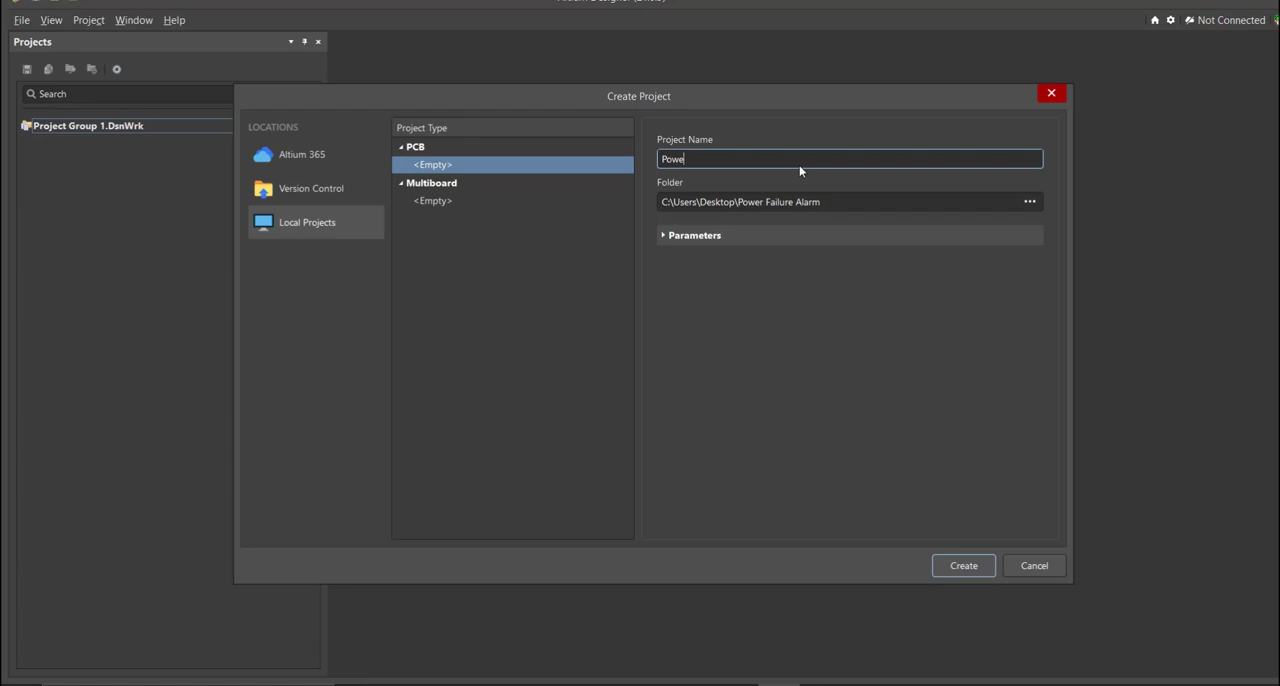 File View Project Window Help
Not Connected
Projects
Search
Project Group 1.DsnWrk
Create Project
LOCATIONS
Altium 365
Version Control
Local Projects
Project Type
PCB
<Empty>
Multiboard
<Empty>
Project Name
Powe
Folder
C:\Users\Desktop\Power Failure Alarm
Parameters
Create Cancel